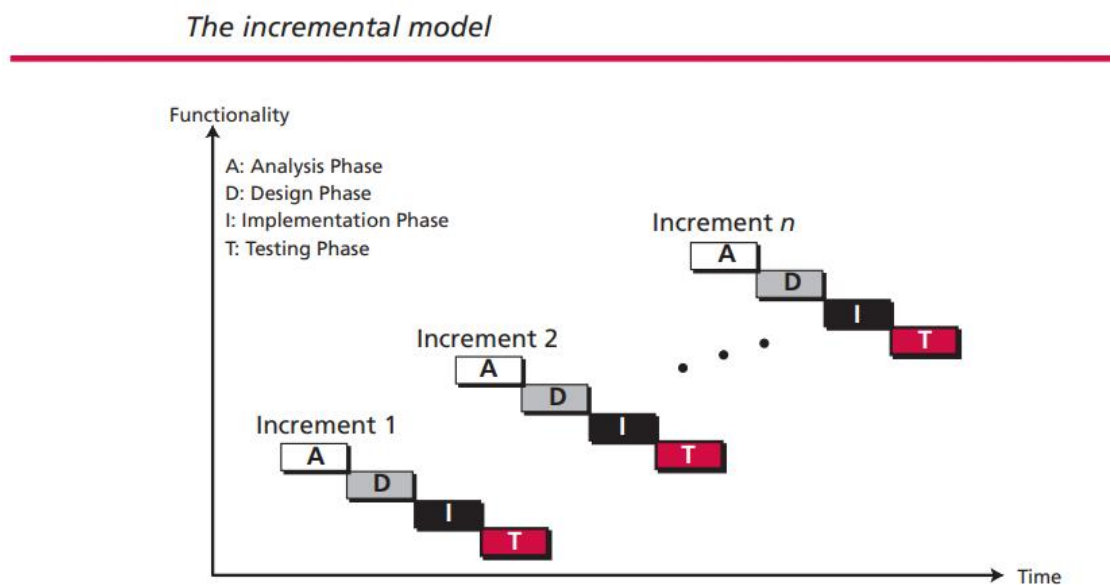 The incremental model
Functionality
A: Analysis Phase
D: Design Phase
I: Implementation Phase
T: Testing Phase
Increment n
A
D
I
T
Increment 2
A
D
I
T
Increment 1
A
D
I
T
Time